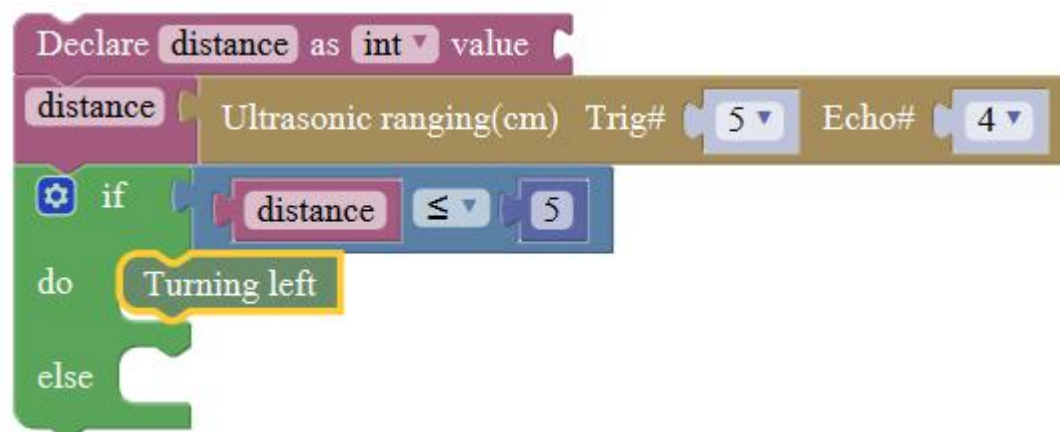 Declare distance as int value
distance Ultrasonic ranging(cm) Trig# 5 Echo# 4
if distance ≤ 5
do Turning left
else